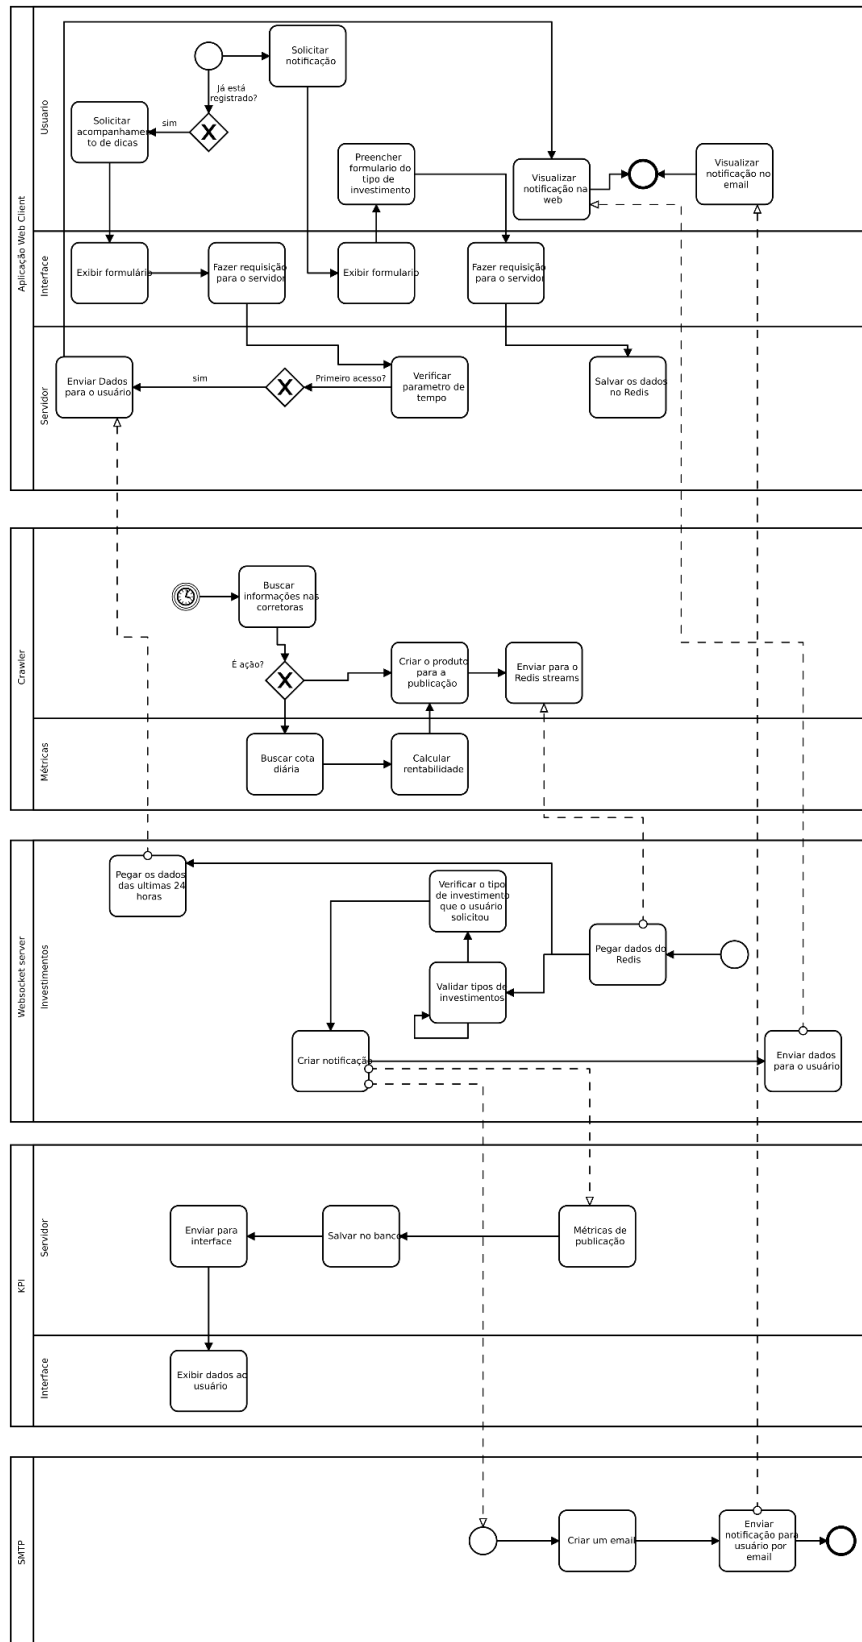 Aplicação Web Client
Usuario
Solicitar
notificação
Já está
registrado?
sim
Solicitar
acompanhamen
to de dicas
Preencher
formulario do
tipo de
investimento
Visualizar
notificação na
web
Visualizar
notificação no
email
Interface
Exibir formulário
Fazer requisição
para o servidor
Exibir formulario
Fazer requisição
para o servidor
Servidor
Enviar Dados
para o usuário
sim
Primeiro acesso?
Verificar
parametro de
tempo
Salvar os dados
no Redis
Crawler
Buscar
informações nas
corretoras
É ação?
Criar o produto
para a
publicação
Enviar para o
Redis streams
Métricas
Buscar cota
diária
Calcular
rentabilidade
Websocket server
Investimentos
Pegar os dados
das ultimas 24
horas
Verificar o tipo
de investimento
que o usuário
solicitou
Pegar dados do
Redis
Validar tipos de
investimentos
Criar notificação
Enviar dados
para o usuário
KPI
Servidor
Enviar para
interface
Salvar no banco
Métricas de
publicação
Interface
Exibir dados ao
usuário
SMTP
Criar um email
Enviar
notificação para
usuário por
email